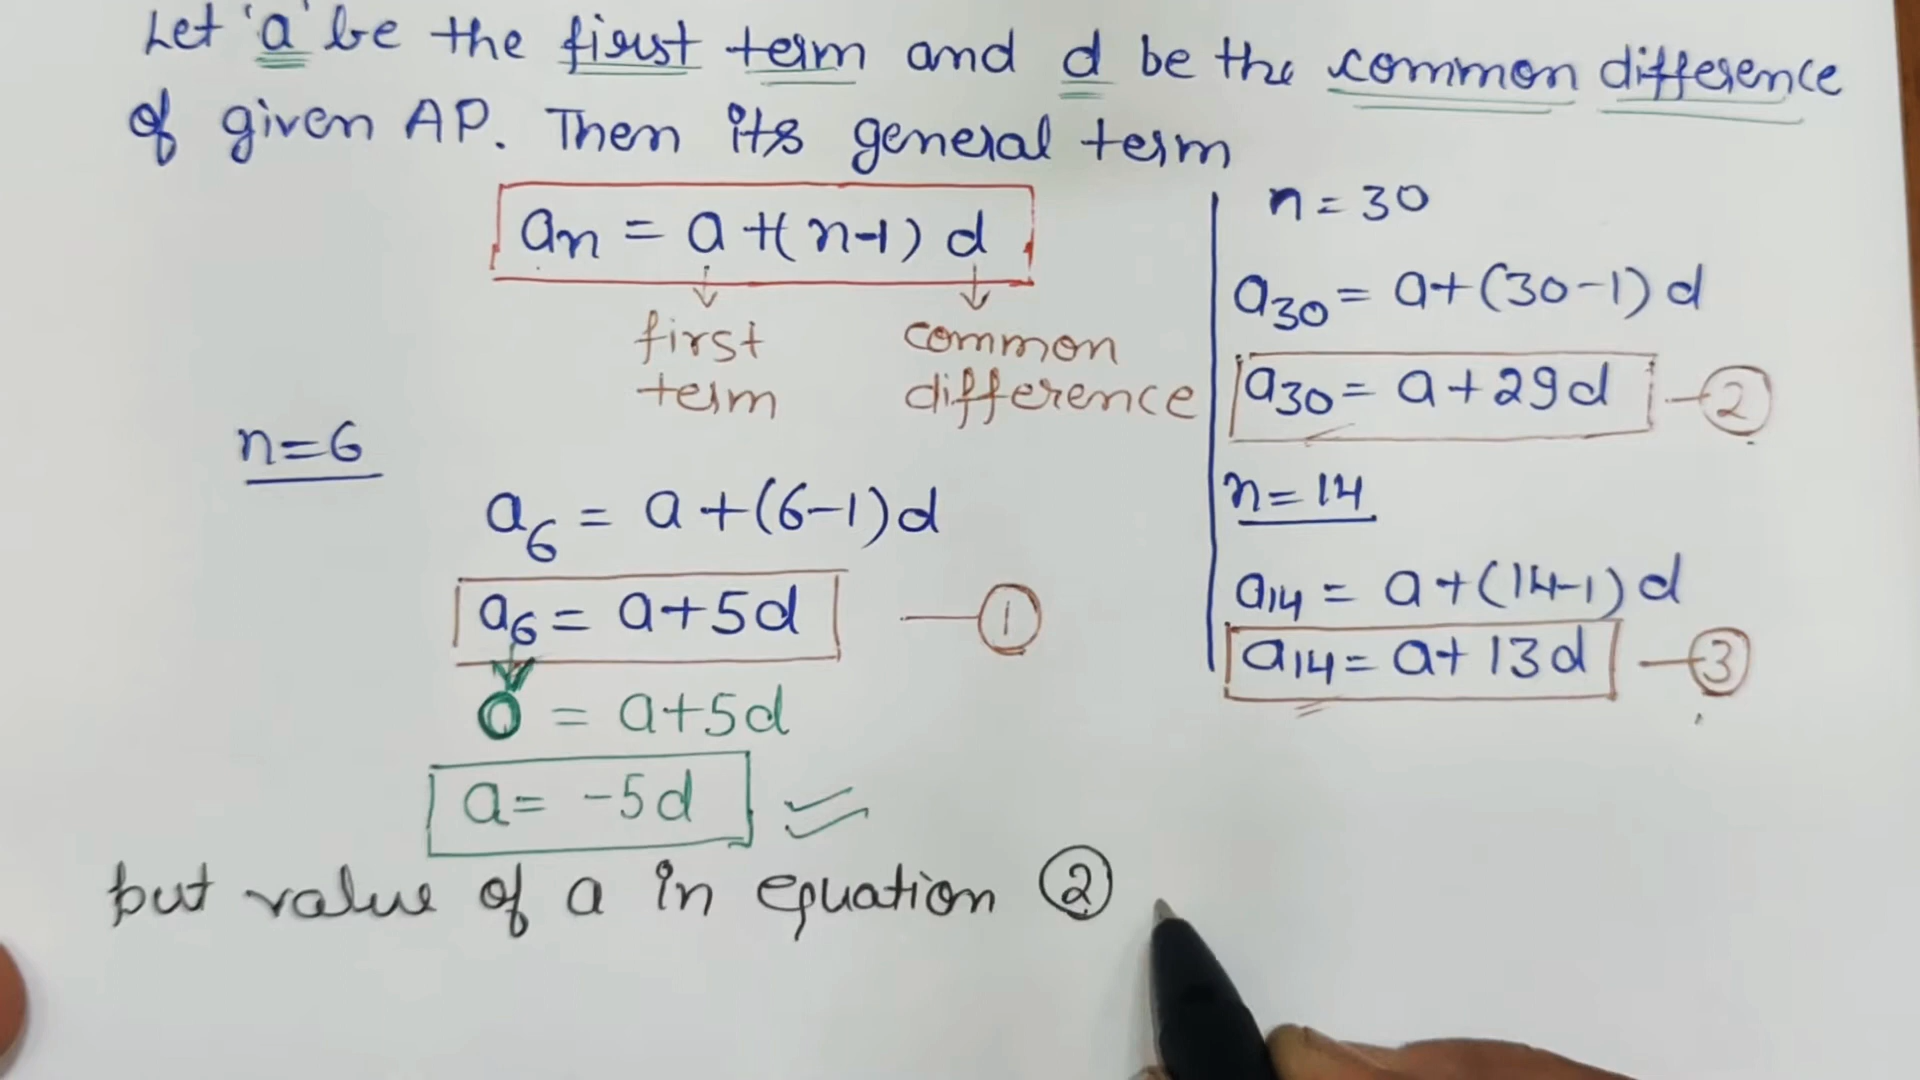 Let 'a' be the first term and d be the common difference
of given AP. Then its general term
an = a+(n-1) d
first term
common difference
n=6
a6 = a+(6-1)d
a6 = a+5d —①
0 = a+5d
a= -5d
n=30
a30 = a+(30-1) d
a30 = a+29d —②
n=14
a14 = a+(14-1) d
a14 = a+13d —③
but value of a in equation ②